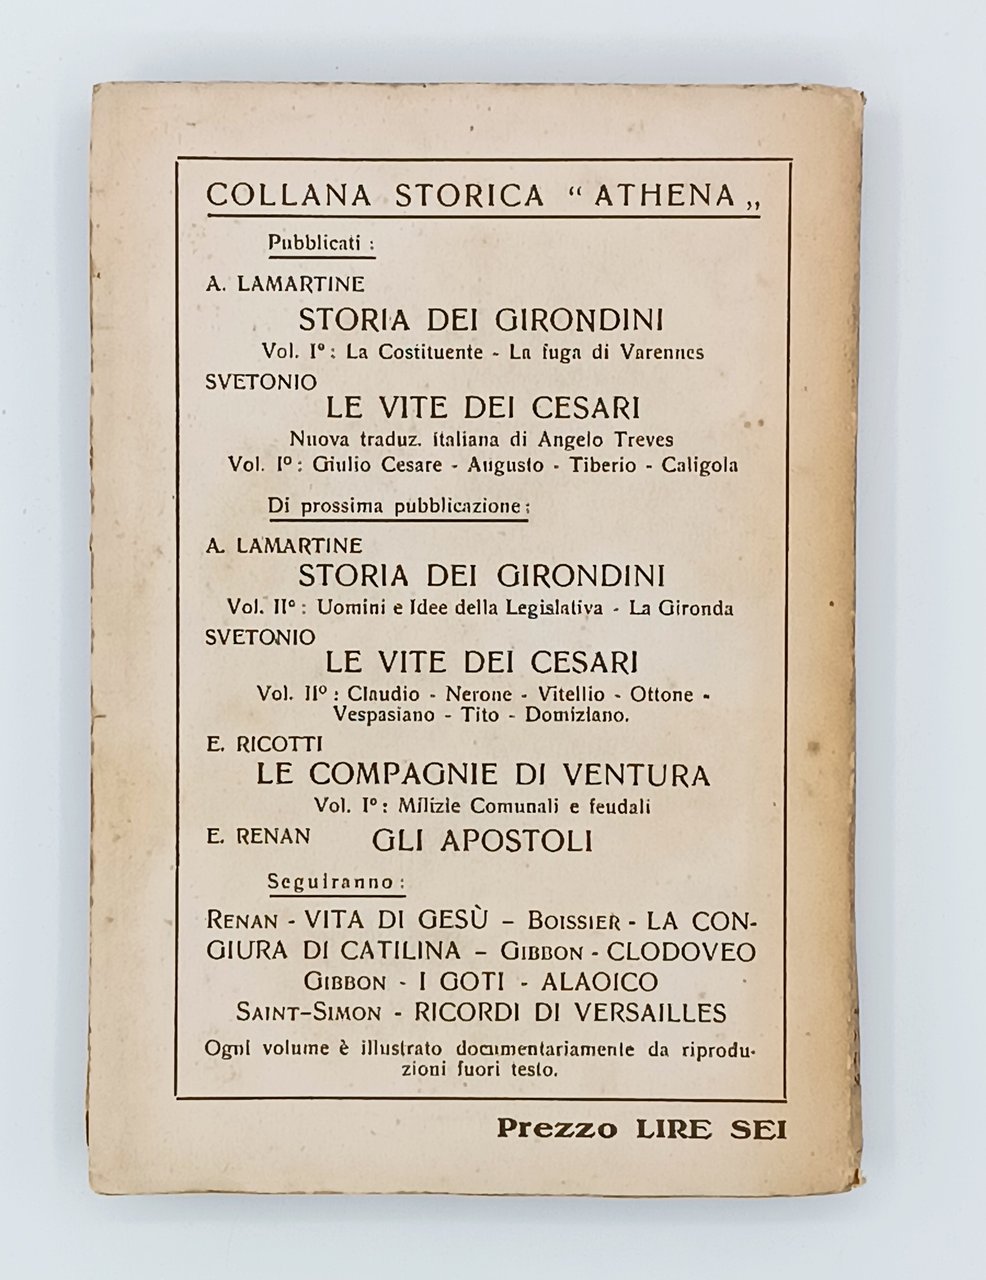 COLLANA STORICA “ ATHENA „
Pubblicati :
A. LAMARTINE
STORIA DEI GIRONDINI
Vol. Iº : La Costituente - La fuga di Varennes
SVETONIO
LE VITE DEI CESARI
Nuova traduz. italiana di Angelo Treves
Vol. Iº : Giulio Cesare - Augusto - Tiberio - Caligola
Di prossima pubblicazione :
A. LAMARTINE
STORIA DEI GIRONDINI
Vol. IIº : Uomini e Idee della Legislativa - La Gironda
SVETONIO
LE VITE DEI CESARI
Vol. IIº : Claudio - Nerone - Vitellio - Ottone -
Vespasiano - Tito - Domiziano.
E. RICOTTI
LE COMPAGNIE DI VENTURA
Vol. Iº : Milizie Comunali e feudali
E. RENAN GLI APOSTOLI
Seguiranno :
RENAN - VITA DI GESÙ – BOISSIER - LA CON-
GIURA DI CATILINA – GIBBON - CLODOVEO
GIBBON - I GOTI - ALAOICO
SAINT-SIMON - RICORDI DI VERSAILLES
Ogni volume è illustrato documentariamente da riprodu-
zioni fuori testo.
Prezzo LIRE SEI